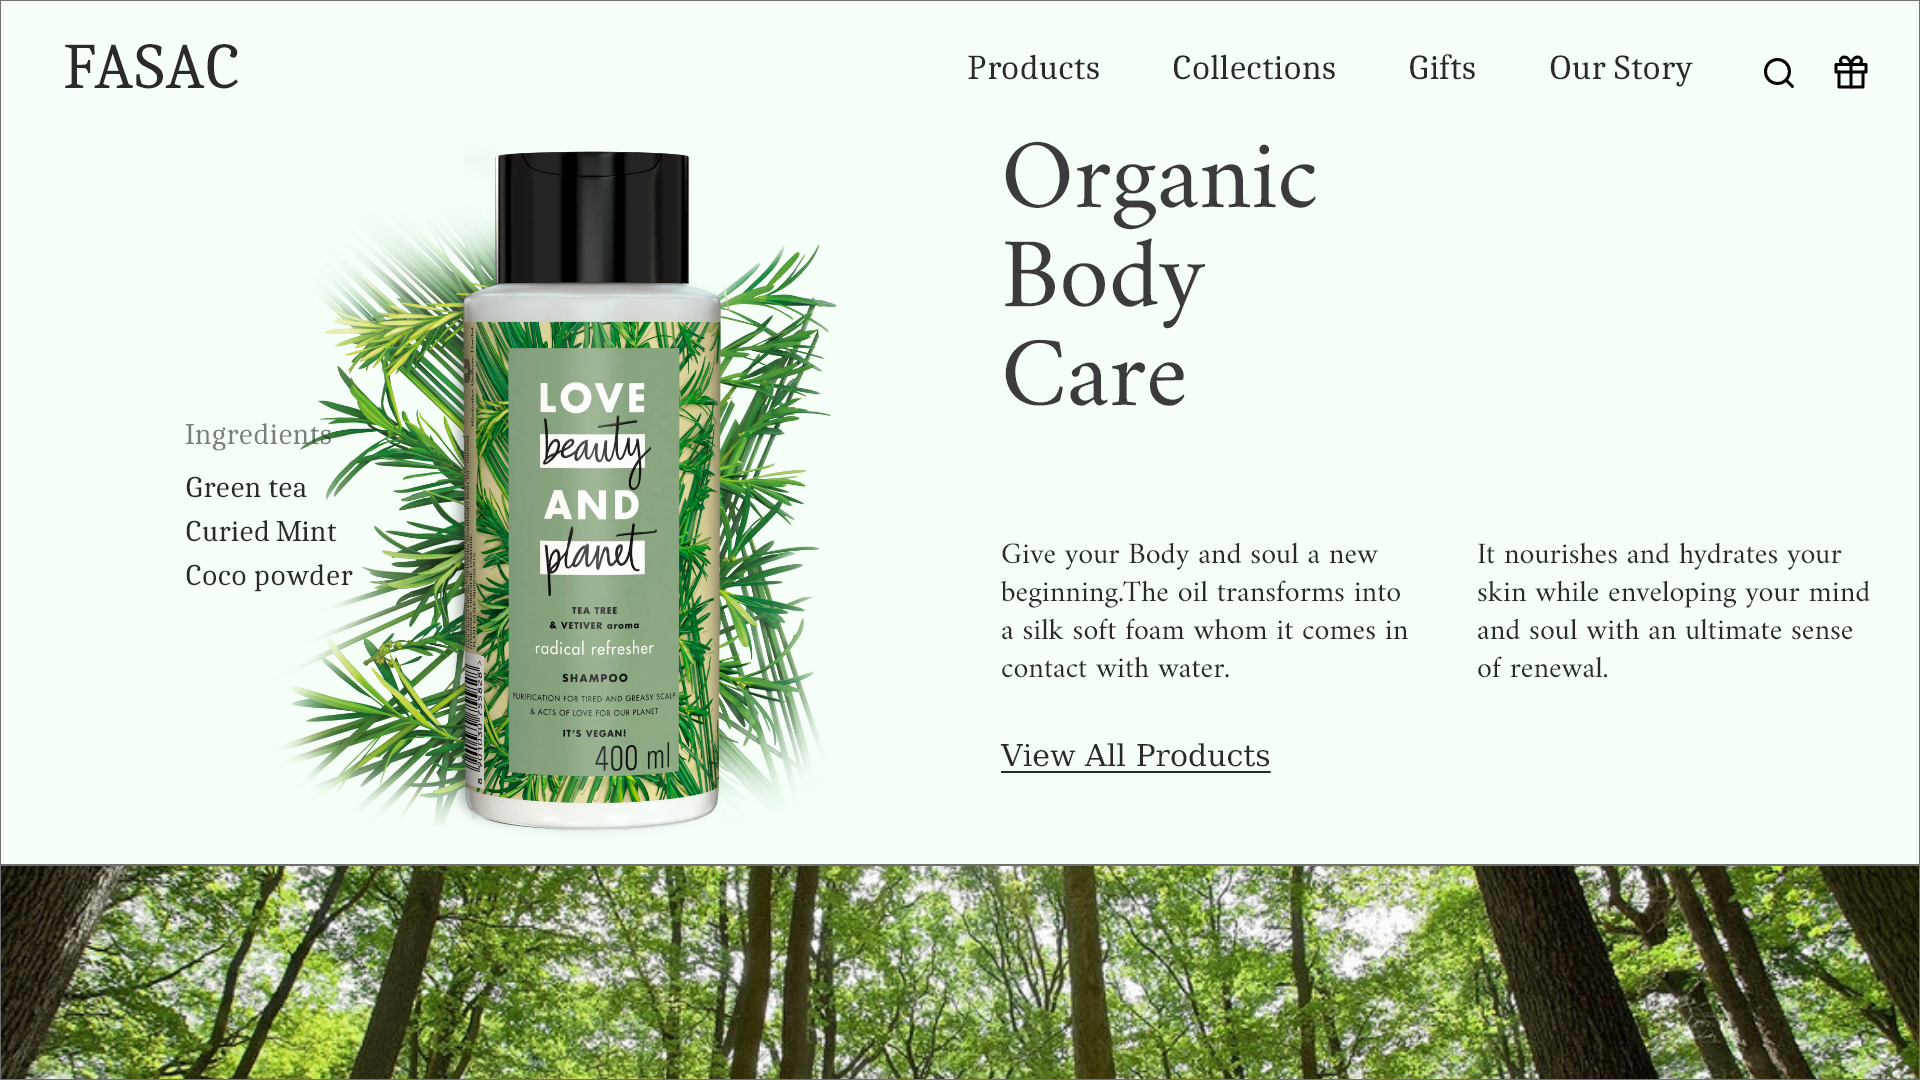 FASAC
Products
Collections
Gifts
Our Story
Organic
Body
Care
LOVE
beauty
AND
planet
TEA TREE
& VETIVER aroma
radical refresher
SHAMPOO
PURIFICATION FOR TIRED AND GREASY SCALP
& ACTS OF LOVE FOR OUR PLANET
IT'S VEGAN!
400 ml
Ingredients
Green tea
Curied Mint
Coco powder
Give your Body and soul a new
beginning.The oil transforms into
a silk soft foam whom it comes in
contact with water.
It nourishes and hydrates your
skin while enveloping your mind
and soul with an ultimate sense
of renewal.
View All Products